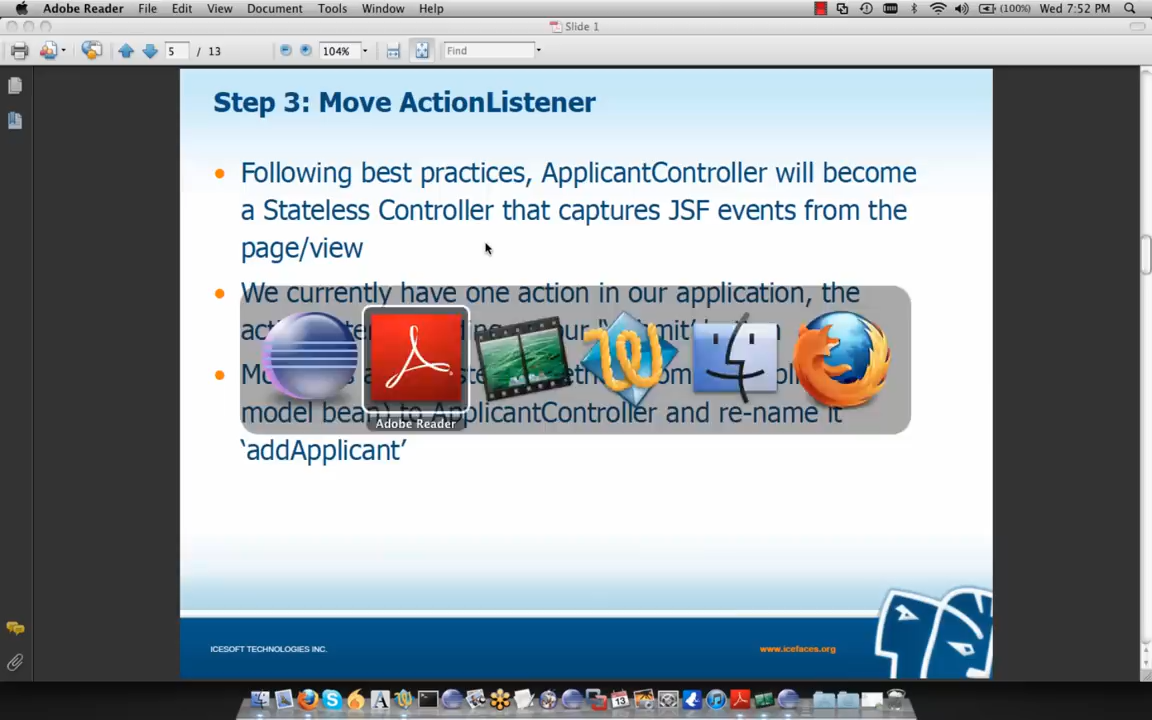 Adobe Reader File Edit View Document Tools Window Help (100%) Wed 7:52 PM
Slide 1
5 / 13 104% Find
Step 3: Move ActionListener
Following best practices, ApplicantController will become
a Stateless Controller that captures JSF events from the
page/view
We currently have one action in our application, the
our
model bean) to ApplicantController and re-name it
Adobe Reader
‘addApplicant’
ICESOFT TECHNOLOGIES INC. www.icefaces.org